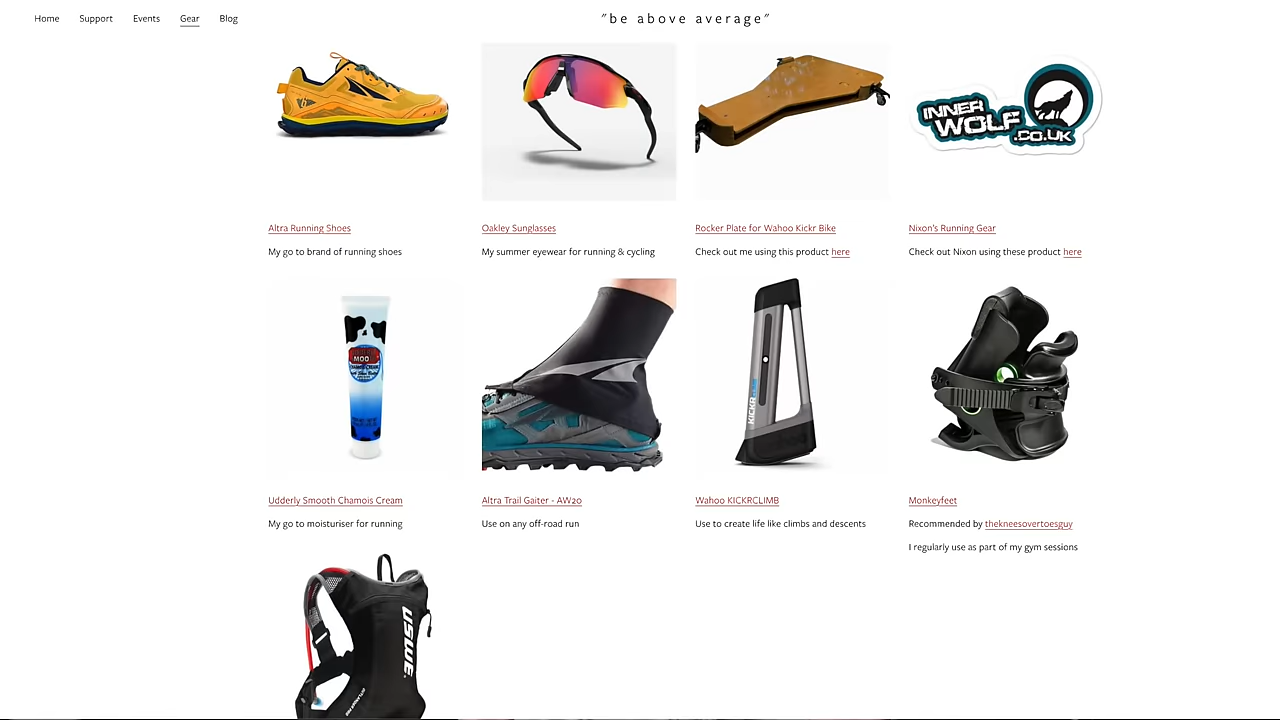 Home Support Events Gear Blog
"be above average"
INNER
WOLF
.CO.UK
Altra Running Shoes
Oakley Sunglasses
Rocker Plate for Wahoo Kickr Bike
Nixon's Running Gear
My go to brand of running shoes
My summer eyewear for running & cycling
Check out me using this product here
Check out Nixon using these product here
MOO
KICKR
Udderly Smooth Chamois Cream
Altra Trail Gaiter - AW20
Wahoo KICKRCLIMB
Monkeyfeet
My go to moisturiser for running
Use on any off-road run
Use to create life like climbs and descents
Recommended by thekneesovertoesguy
I regularly use as part of my gym sessions
USWE